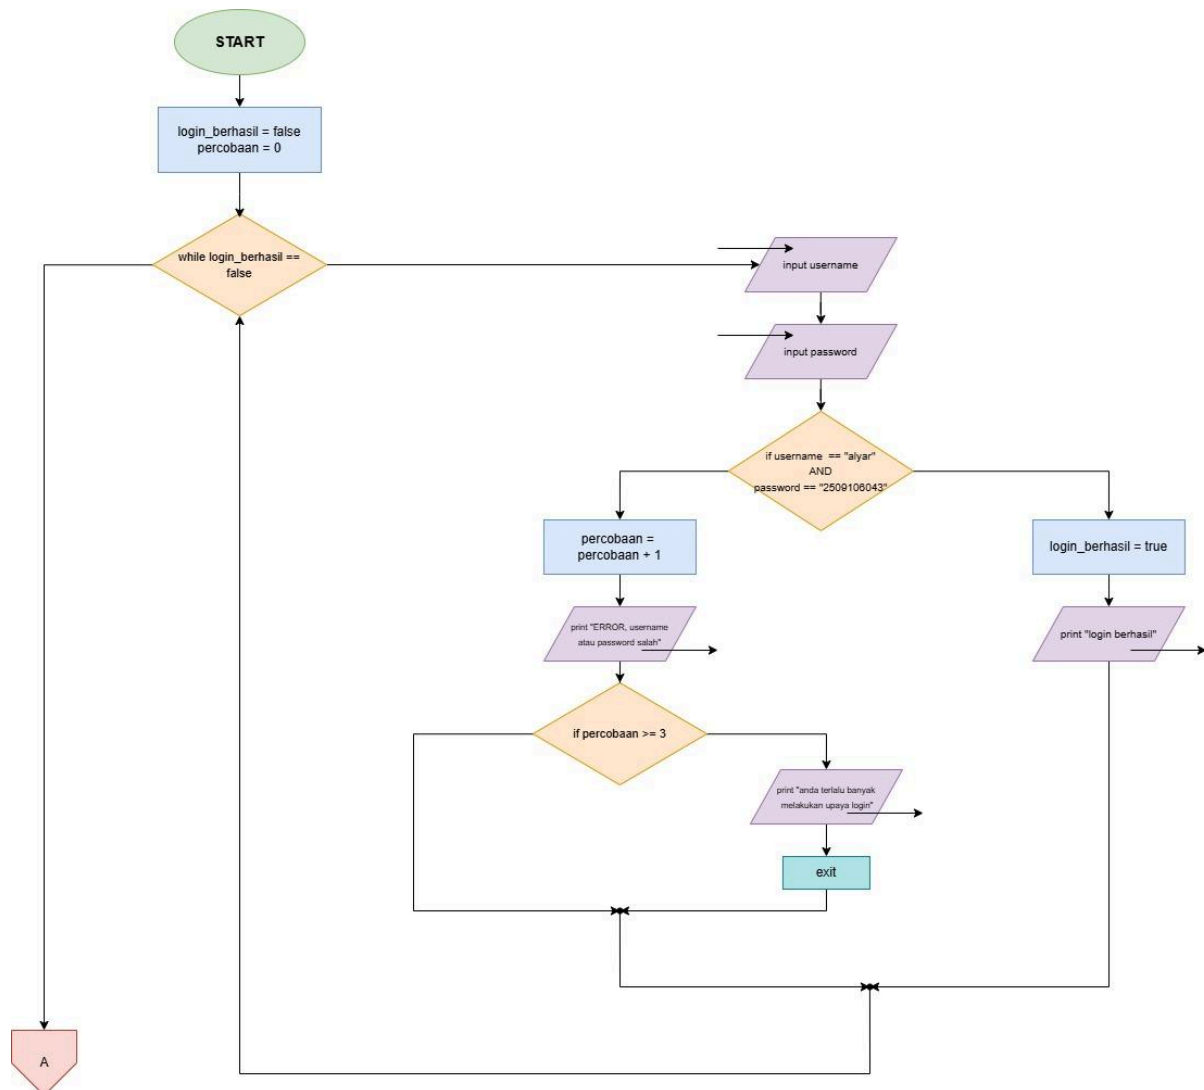 START
login_berhasil = false
percobaan = 0
while login_berhasil ==
false
input username
input password
if username == "alyar"
AND
password == "2509106043"
percobaan =
percobaan + 1
login_berhasil = true
print "ERROR, username
atau password salah"
print "login berhasil"
if percobaan >= 3
print "anda terlalu banyak
melakukan upaya login"
exit
A